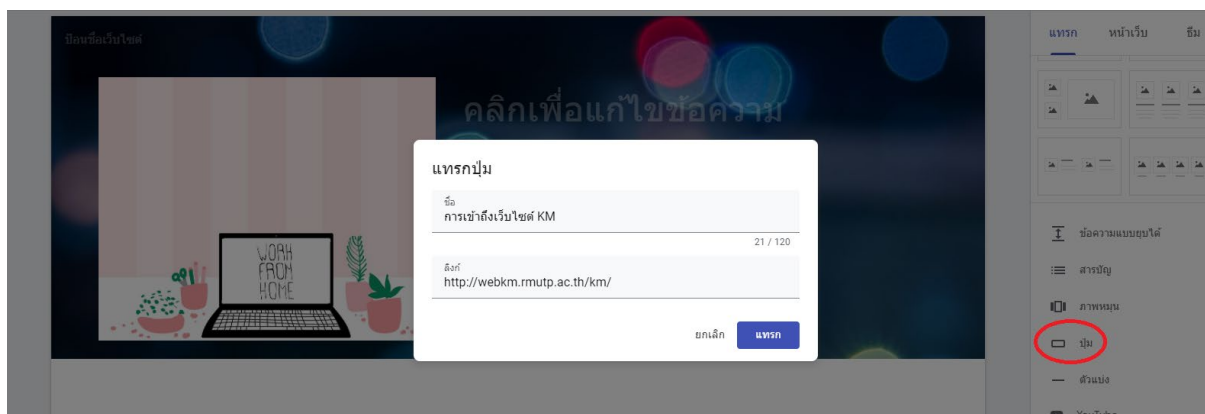 ป้อนชื่อเว็บไซต์
คลิกเพื่อแก้ไขข้อความ
WORK
FROM
HOME
แทรกปุ่ม
ชื่อ
การเข้าถึงเว็บไซต์ KM
21 / 120
ลิงก์
http://webkm.rmutp.ac.th/km/
ยกเลิก แทรก
แทรก หน้าเว็บ ธีม
ข้อความแบบยุบได้
สารบัญ
ภาพหมุน
ปุ่ม
ตัวแบ่ง